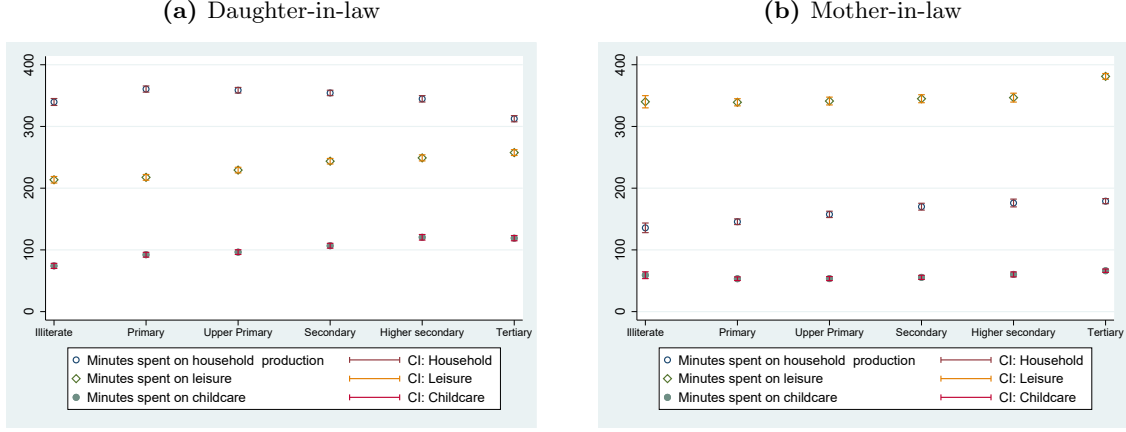 (a) Daughter-in-law
400
300
200
100
0
Illiterate Primary Upper Primary Secondary Higher secondary Tertiary
Minutes spent on household production CI: Household
Minutes spent on leisure CI: Leisure
Minutes spent on childcare CI: Childcare
(b) Mother-in-law
400
300
200
100
0
Illiterate Primary Upper Primary Secondary Higher secondary Tertiary
Minutes spent on household production CI: Household
Minutes spent on leisure CI: Leisure
Minutes spent on childcare CI: Childcare